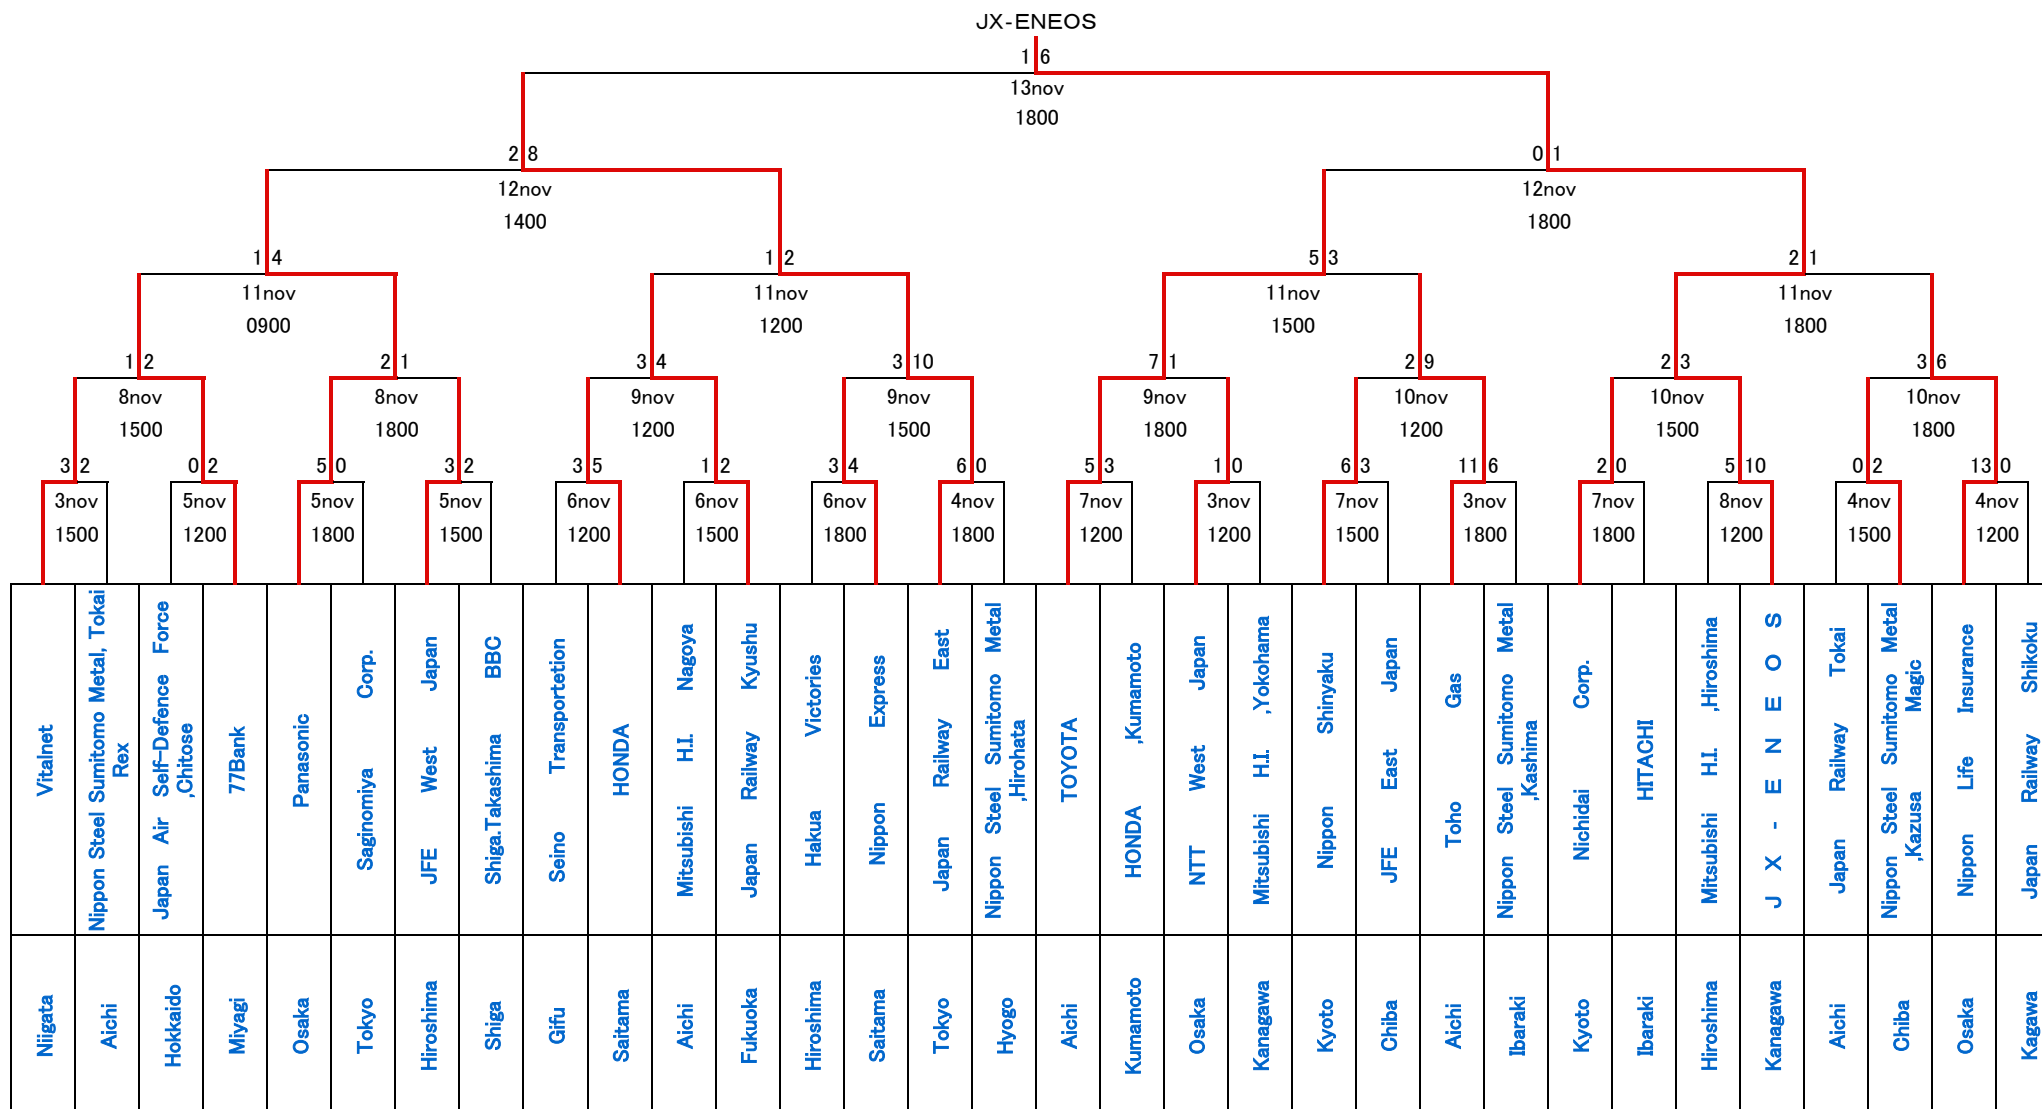 JX-ENEOS
1 6
13nov
1800
2 8
0 1
12nov
12nov
1400
1800
1 4
1 2
5 3
2 1
11nov
11nov
11nov
11nov
0900
1200
1500
1800
1 2
2 1
3 4
3 10
7 1
2 9
2 3
3 6
8nov
8nov
9nov
9nov
9nov
10nov
10nov
10nov
1500
1800
1200
1500
1800
1200
1500
1800
3 2
0 2
5 0
3 2
3 5
1 2
3 4
6 0
5 3
1 0
6 3
11 6
2 0
5 10
0 2
13 0
3nov
5nov
5nov
5nov
6nov
6nov
6nov
4nov
7nov
3nov
7nov
3nov
7nov
8nov
4nov
4nov
1500
1200
1800
1500
1200
1500
1800
1800
1200
1200
1500
1800
1800
1200
1500
1200
Vitalnet
Nippon Steel Sumitomo Metal, Tokai
Rex
Japan Air Self-Defence Force
,Chitose
77Bank
Panasonic
Saginomiya Corp.
JFE West Japan
Shiga.Takashima BBC
Seino Transportetion
HONDA
Mitsubishi H.I. Nagoya
Japan Railway Kyushu
Hakua Victories
Nippon Express
Japan Railway East
Nippon Steel Sumitomo Metal
,Hirohata
TOYOTA
HONDA ,Kumamoto
NTT West Japan
Mitsubishi H.I. ,Yokohama
Nippon Shinyaku
JFE East Japan
Toho Gas
Nippon Steel Sumitomo Metal
,Kashima
Nichidai Corp.
HITACHI
Mitsubishi H.I. ,Hiroshima
JX-ENEOS
Japan Railway Tokai
Nippon Steel Sumitomo Metal
,Kazusa Magic
Nippon Life Insurance
Japan Railway Shikoku
Niigata
Aichi
Hokkaido
Miyagi
Osaka
Tokyo
Hiroshima
Shiga
Gifu
Saitama
Aichi
Fukuoka
Hiroshima
Saitama
Tokyo
Hyogo
Aichi
Kumamoto
Osaka
Kanagawa
Kyoto
Chiba
Aichi
Ibaraki
Kyoto
Ibaraki
Hiroshima
Kanagawa
Aichi
Chiba
Osaka
Kagawa